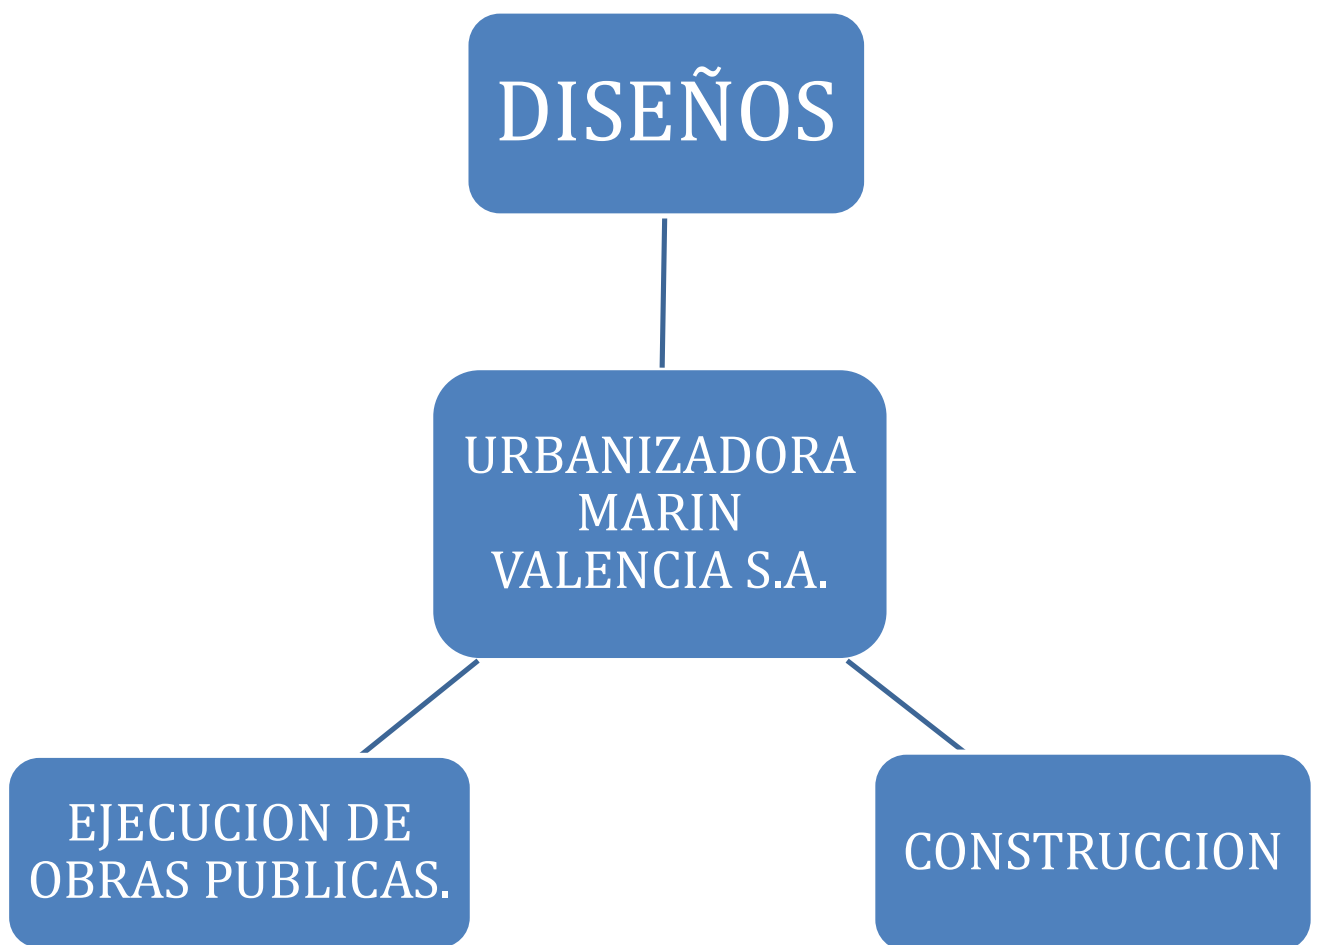 DISEÑOS
URBANIZADORA
MARIN
VALENCIA S.A.
EJECUCION DE
OBRAS PUBLICAS.
CONSTRUCCION